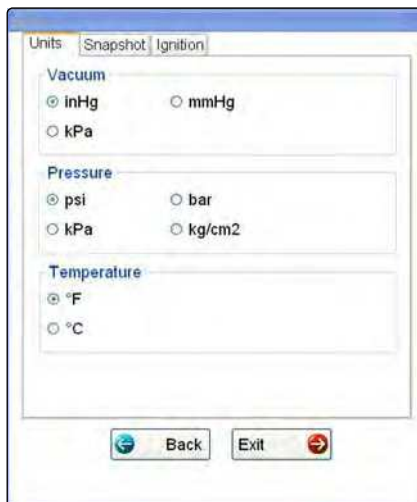 Units Snapshot Ignition
Vacuum
inHg mmHg
kPa
Pressure
psi bar
kPa kg/cm2
Temperature
°F
°C
Back Exit